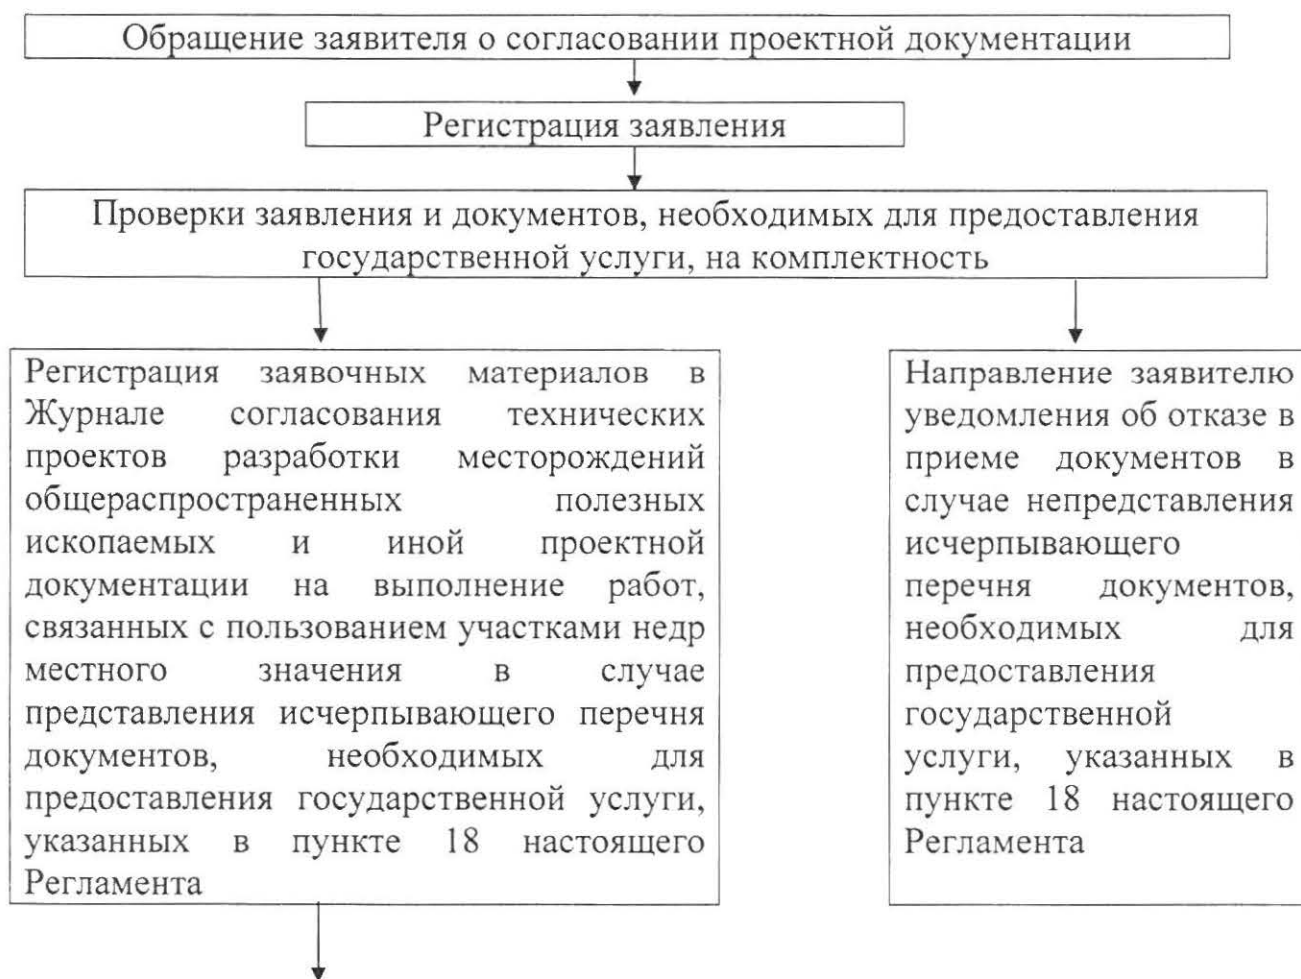 Обращение заявителя о согласовании проектной документации
Регистрация заявления
Проверки заявления и документов, необходимых для предоставления
государственной услуги, на комплектность
Регистрация заявочных материалов в
Журнале согласования технических
проектов разработки месторождений
общераспространенных полезных
ископаемых и иной проектной
документации на выполнение работ,
связанных с пользованием участками недр
местного значения в случае
представления исчерпывающего перечня
документов, необходимых для
предоставления государственной услуги,
указанных в пункте 18 настоящего
Регламента
Направление заявителю
уведомления об отказе в
приеме документов в
случае непредставления
исчерпывающего
перечня документов,
необходимых для
предоставления
государственной
услуги, указанных в
пункте 18 настоящего
Регламента